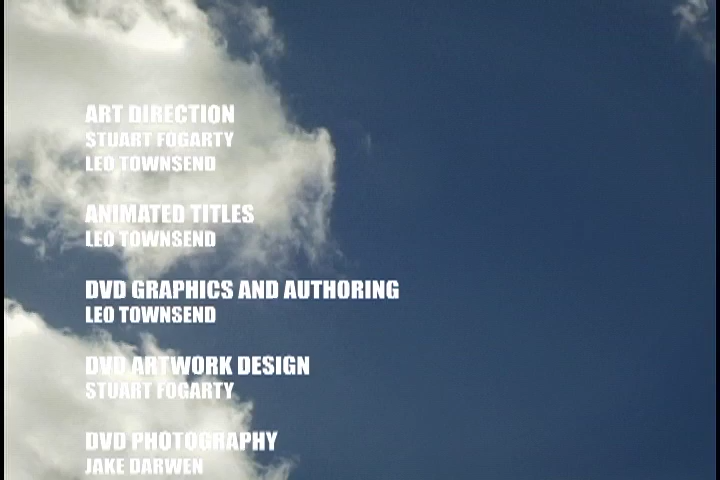 ART DIRECTION
STUART FOGARTY
LEO TOWNSEND
ANIMATED TITLES
LEO TOWNSEND
DVD GRAPHICS AND AUTHORING
LEO TOWNSEND
DVD ARTWORK DESIGN
STUART FOGARTY
DVD PHOTOGRAPHY
JAKE DARWEN